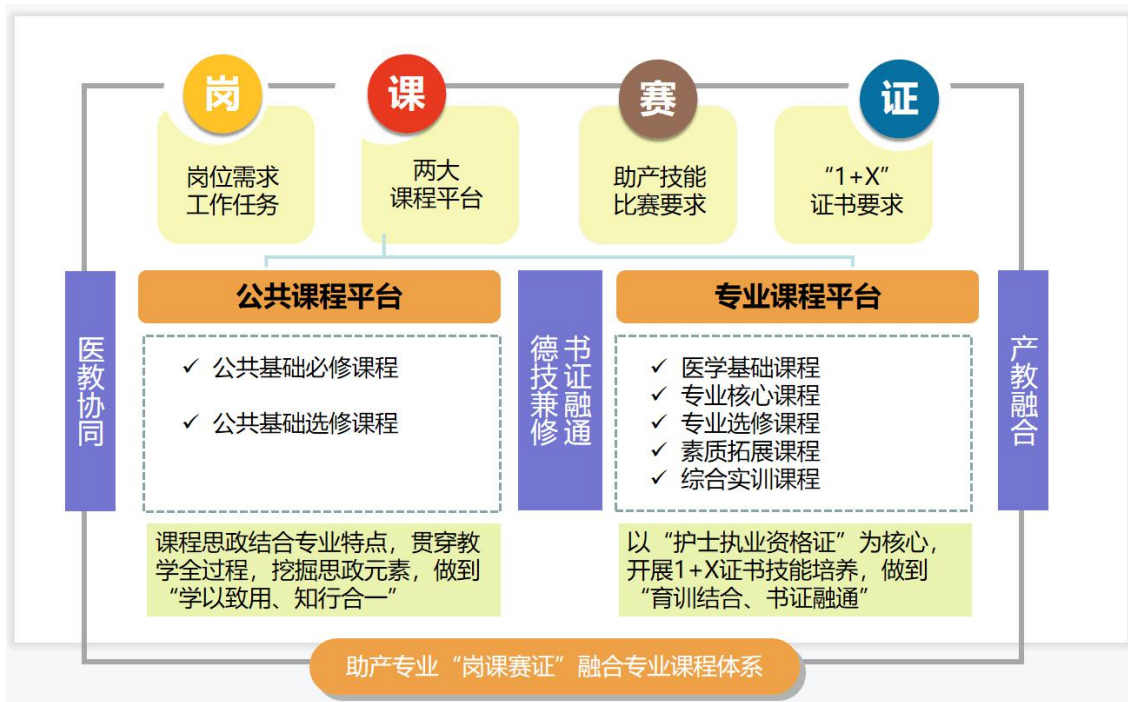 岗
课
赛
证
岗位需求
工作任务
两大
课程平台
助产技能
比赛要求
“1+X”
证书要求
医教协同
公共课程平台
✓ 公共基础必修课程
✓ 公共基础选修课程
课程思政结合专业特点，贯穿教
学全过程，挖掘思政元素，做到
“学以致用、知行合一”
书证融通
德技兼修
专业课程平台
✓ 医学基础课程
✓ 专业核心课程
✓ 专业选修课程
✓ 素质拓展课程
✓ 综合实训课程
以“护士执业资格证”为核心，
开展1+X证书技能培养，做到
“育训结合、书证融通”
产教融合
助产专业“岗课赛证”融合专业课程体系